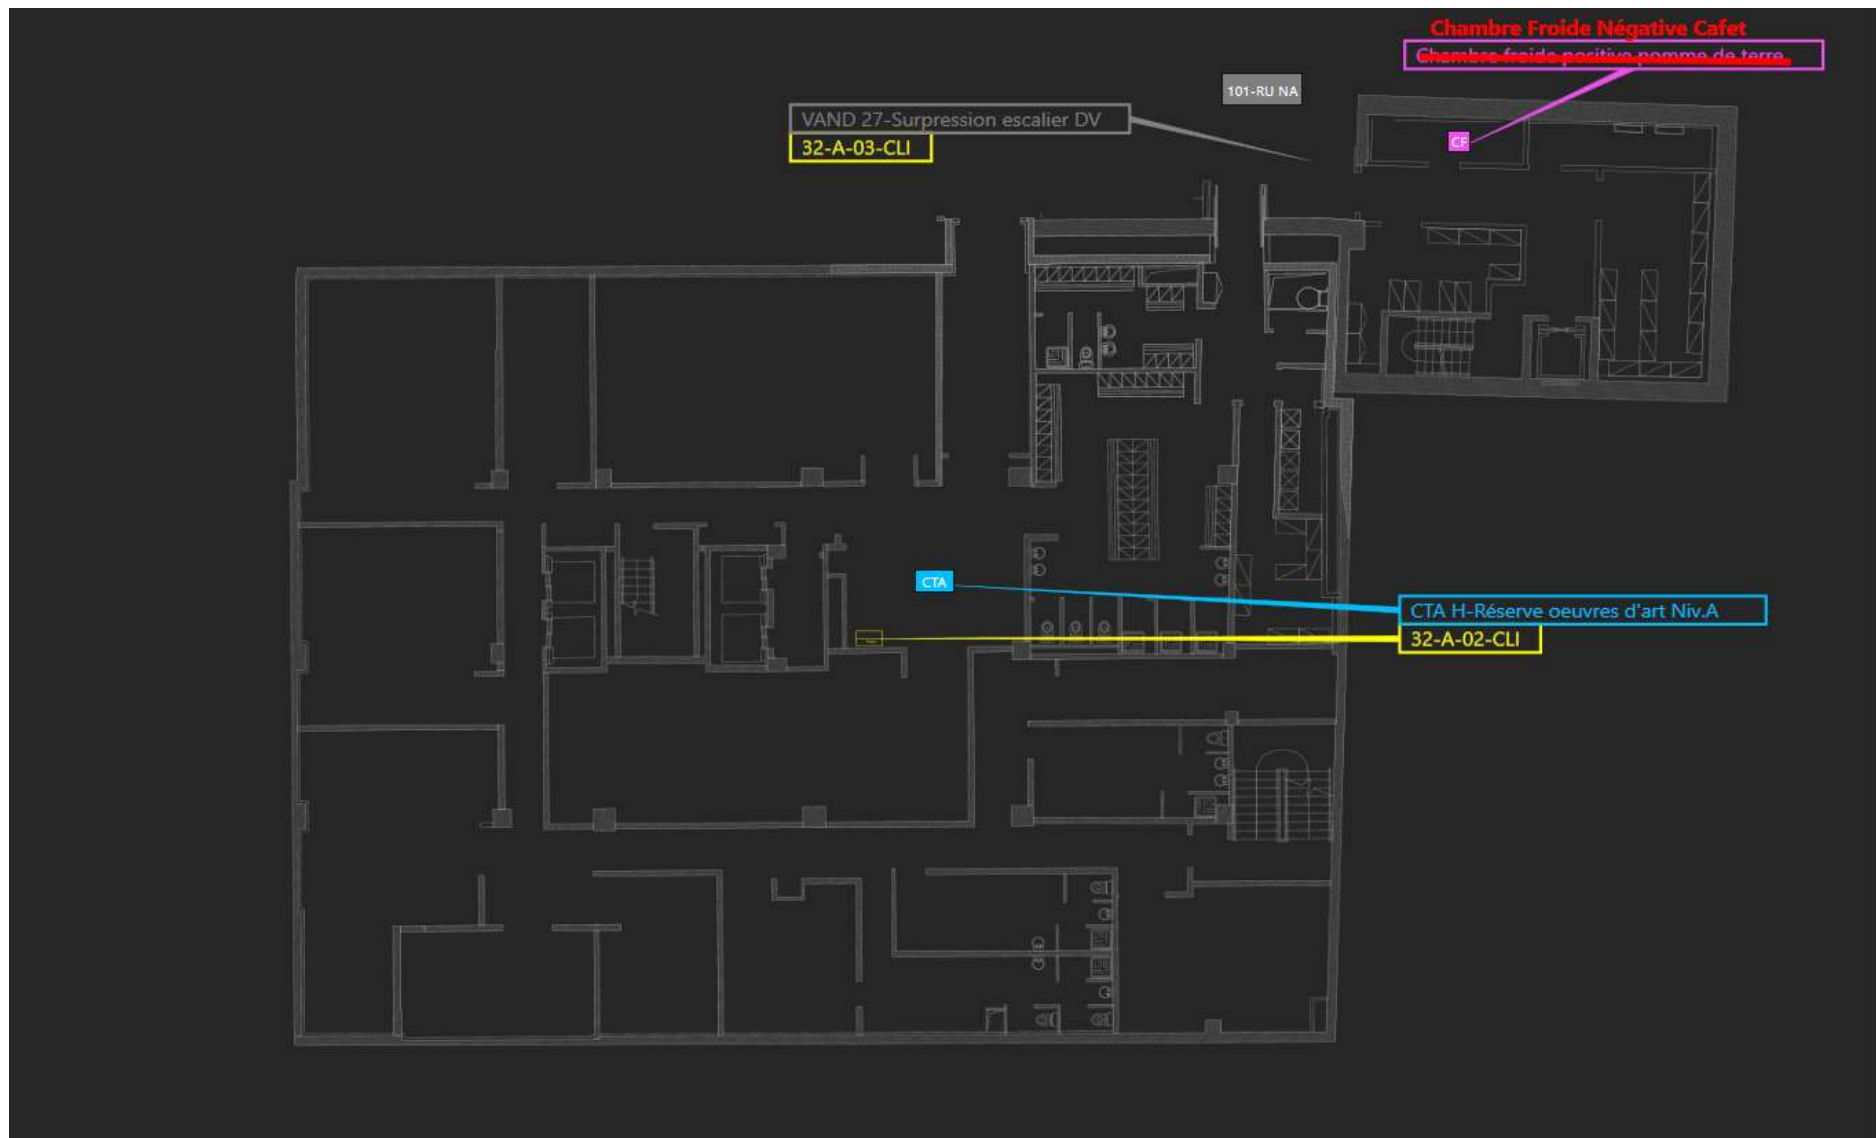 Chambre Froide Négative Cafet
Chambre froide positive pomme de terre
101-RU NA
VAND 27-Surpression escalier DV
32-A-03-CLI
CF
CTA
CTA H-Réserve oeuvres d'art Niv.A
32-A-02-CLI